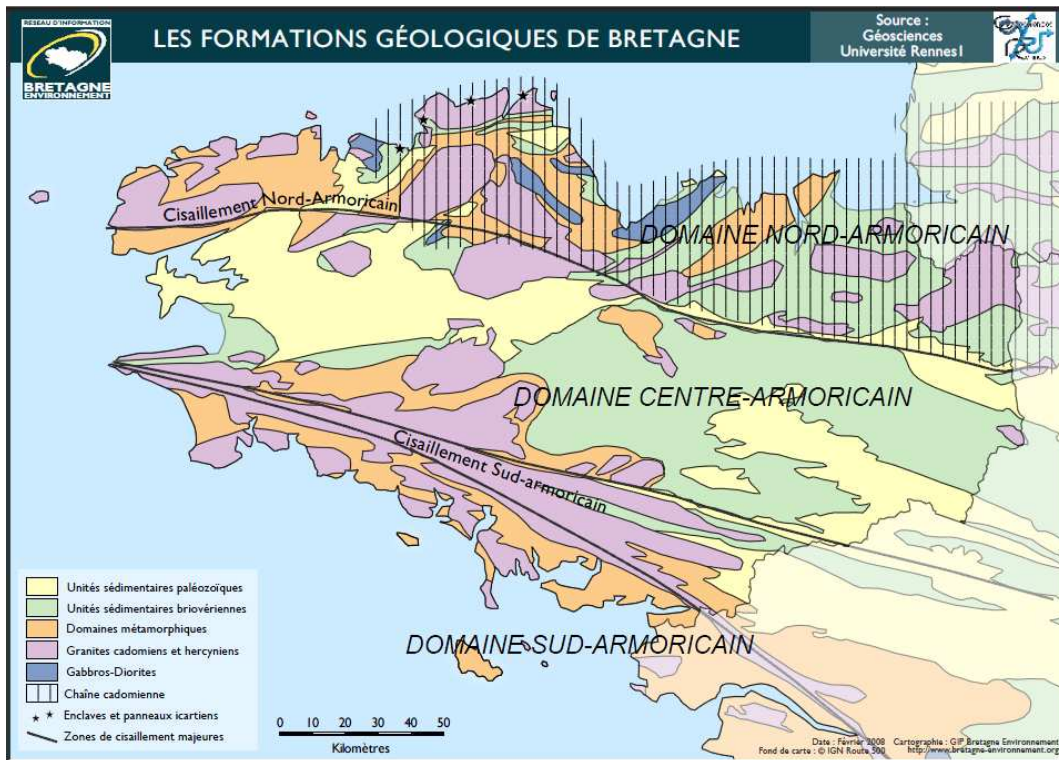 RESEAU D'INFORMATION
BRETAGNE
ENVIRONNEMENT
LES FORMATIONS GÉOLOGIQUES DE BRETAGNE
Source :
Géosciences
Université Rennes I
Cisaillement Nord-Armoricain
DOMAINE NORD-ARMORICAIN
DOMAINE CENTRE-ARMORICAIN
Cisaillement Sud-armoricain
DOMAINE SUD-ARMORICAIN
Unités sédimentaires paléozoïques
Unités sédimentaires briovériennes
Domaines métamorphiques
Granites cadomiens et hercyniens
Gabbros-Diorites
Chaîne cadomienne
Enclaves et panneaux icartiens
Zones de cisaillement majeures
0 10 20 30 40 50
Kilomètres
Date : Février 2008 Cartographie : GIP Bretagne Environnement
Fond de carte : © IGN Route 500 http://www.bretagne-environnement.org